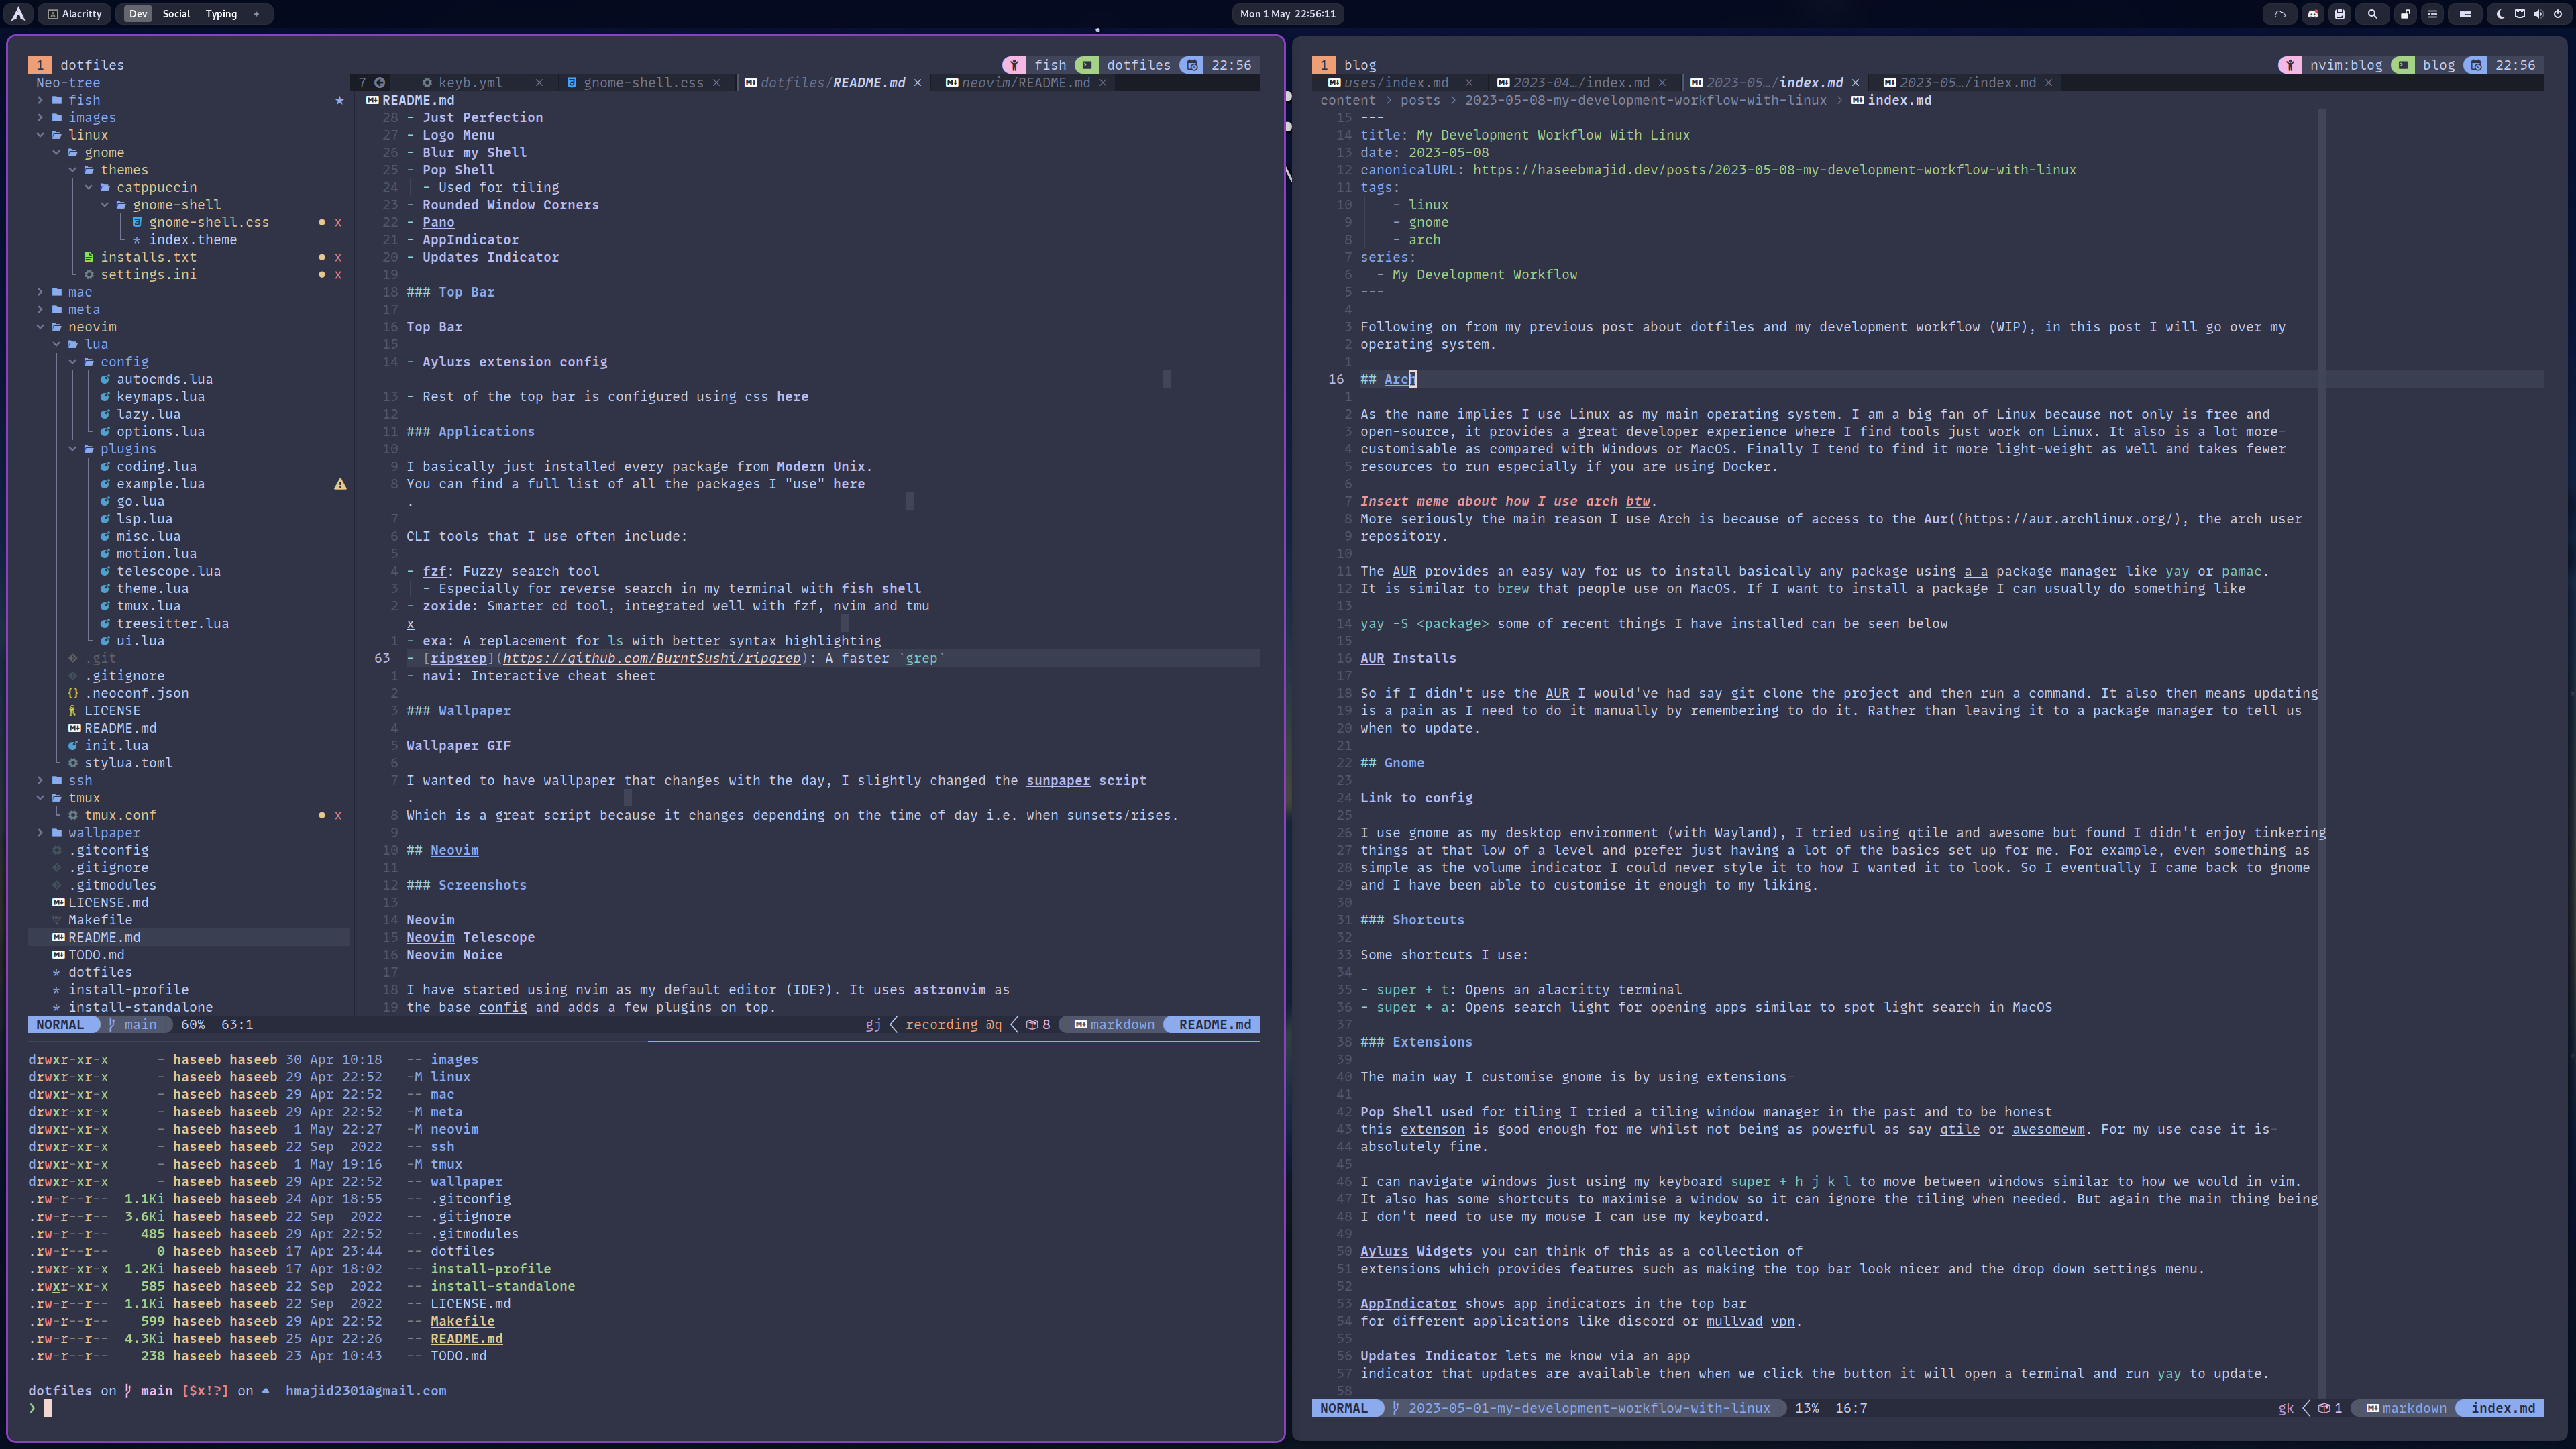 Alacritty
Dev Social Typing +
Mon 1 May 22:56:11
1 dotfiles
fish dotfiles 22:56
Neo-tree
fish
images
linux
gnome
themes
catppuccin
gnome-shell
gnome-shell.css x
index.theme
installs.txt x
settings.ini x
mac
meta
neovim
lua
config
autocmds.lua
keymaps.lua
lazy.lua
options.lua
plugins
coding.lua
example.lua
go.lua
lsp.lua
misc.lua
motion.lua
telescope.lua
theme.lua
tmux.lua
treesitter.lua
ui.lua
.git
.gitignore
.neoconf.json
LICENSE
README.md
init.lua
stylua.toml
ssh
tmux
tmux.conf x
wallpaper
.gitconfig
.gitignore
.gitmodules
LICENSE.md
Makefile
README.md
TODO.md
dotfiles
install-profile
install-standalone
7 keyb.yml × gnome-shell.css × dotfiles/README.md × neovim/README.md ×
README.md
28 - Just Perfection
27 - Logo Menu
26 - Blur my Shell
25 - Pop Shell
24 - Used for tiling
23 - Rounded Window Corners
22 - Pano
21 - AppIndicator
20 - Updates Indicator
19
18 ### Top Bar
17
16 Top Bar
15
14 - Aylurs extension config
13 - Rest of the top bar is configured using css here
12
11 ### Applications
10
9 I basically just installed every package from Modern Unix.
8 You can find a full list of all the packages I "use" here
.
7
6 CLI tools that I use often include:
5
4 - fzf: Fuzzy search tool
3 - Especially for reverse search in my terminal with fish shell
2 - zoxide: Smarter cd tool, integrated well with fzf, nvim and tmu
x
1 - exa: A replacement for ls with better syntax highlighting
63 - [ripgrep](https://github.com/BurntSushi/ripgrep): A faster `grep`
1 - navi: Interactive cheat sheet
2
3 ### Wallpaper
4
5 Wallpaper GIF
6
7 I wanted to have wallpaper that changes with the day, I slightly changed the sunpaper script
.
8 Which is a great script because it changes depending on the time of day i.e. when sunsets/rises.
9
10 ## Neovim
11
12 ### Screenshots
13
14 Neovim
15 Neovim Telescope
16 Neovim Noice
17
18 I have started using nvim as my default editor (IDE?). It uses astronvim as
19 the base config and adds a few plugins on top.
NORMAL main 60% 63:1 gj recording @q 8 markdown README.md
drwxr-xr-x - haseeb haseeb 30 Apr 10:18 -- images
drwxr-xr-x - haseeb haseeb 29 Apr 22:52 -M linux
drwxr-xr-x - haseeb haseeb 29 Apr 22:52 -- mac
drwxr-xr-x - haseeb haseeb 29 Apr 22:52 -M meta
drwxr-xr-x - haseeb haseeb 1 May 22:27 -M neovim
drwxr-xr-x - haseeb haseeb 22 Sep 2022 -- ssh
drwxr-xr-x - haseeb haseeb 1 May 19:16 -M tmux
drwxr-xr-x - haseeb haseeb 29 Apr 22:52 -- wallpaper
.rw-r--r-- 1.1Ki haseeb haseeb 24 Apr 18:55 -- .gitconfig
.rw-r--r-- 3.6Ki haseeb haseeb 22 Sep 2022 -- .gitignore
.rw-r--r-- 485 haseeb haseeb 29 Apr 22:52 -- .gitmodules
.rw-r--r-- 0 haseeb haseeb 17 Apr 23:44 -- dotfiles
.rwxr-xr-x 1.2Ki haseeb haseeb 17 Apr 18:02 -- install-profile
.rwxr-xr-x 585 haseeb haseeb 22 Sep 2022 -- install-standalone
.rw-r--r-- 1.1Ki haseeb haseeb 22 Sep 2022 -- LICENSE.md
.rw-r--r-- 599 haseeb haseeb 29 Apr 22:52 -- Makefile
.rw-r--r-- 4.3Ki haseeb haseeb 25 Apr 22:26 -- README.md
.rw-r--r-- 238 haseeb haseeb 23 Apr 10:43 -- TODO.md
dotfiles on main [$x!?] on hmajid2301@gmail.com
❯
1 blog
nvim:blog blog 22:56
uses/index.md × 2023-04…/index.md × 2023-05…/index.md × 2023-05…/index.md ×
content > posts > 2023-05-08-my-development-workflow-with-linux > index.md
15 ---
14 title: My Development Workflow With Linux
13 date: 2023-05-08
12 canonicalURL: https://haseebmajid.dev/posts/2023-05-08-my-development-workflow-with-linux
11 tags:
10 - linux
9 - gnome
8 - arch
7 series:
6 - My Development Workflow
5 ---
4
3 Following on from my previous post about dotfiles and my development workflow (WIP), in this post I will go over my
2 operating system.
1
16 ## Arch
1
2 As the name implies I use Linux as my main operating system. I am a big fan of Linux because not only is free and
3 open-source, it provides a great developer experience where I find tools just work on Linux. It also is a lot more-
4 customisable as compared with Windows or MacOS. Finally I tend to find it more light-weight as well and takes fewer
5 resources to run especially if you are using Docker.
6
7 Insert meme about how I use arch btw.
8 More seriously the main reason I use Arch is because of access to the Aur((https://aur.archlinux.org/), the arch user
9 repository.
10
11 The AUR provides an easy way for us to install basically any package using a a package manager like yay or pamac.
12 It is similar to brew that people use on MacOS. If I want to install a package I can usually do something like
13
14 yay -S <package> some of recent things I have installed can be seen below
15
16 AUR Installs
17
18 So if I didn't use the AUR I would've had say git clone the project and then run a command. It also then means updating
19 is a pain as I need to do it manually by remembering to do it. Rather than leaving it to a package manager to tell us
20 when to update.
21
22 ## Gnome
23
24 Link to config
25
26 I use gnome as my desktop environment (with Wayland), I tried using qtile and awesome but found I didn't enjoy tinkering
27 things at that low of a level and prefer just having a lot of the basics set up for me. For example, even something as
28 simple as the volume indicator I could never style it to how I wanted it to look. So I eventually I came back to gnome
29 and I have been able to customise it enough to my liking.
30
31 ### Shortcuts
32
33 Some shortcuts I use:
34
35 - super + t: Opens an alacritty terminal
36 - super + a: Opens search light for opening apps similar to spot light search in MacOS
37
38 ### Extensions
39
40 The main way I customise gnome is by using extensions-
41
42 Pop Shell used for tiling I tried a tiling window manager in the past and to be honest
43 this extenson is good enough for me whilst not being as powerful as say qtile or awesomewm. For my use case it is-
44 absolutely fine.
45
46 I can navigate windows just using my keyboard super + h j k l to move between windows similar to how we would in vim.
47 It also has some shortcuts to maximise a window so it can ignore the tiling when needed. But again the main thing being
48 I don't need to use my mouse I can use my keyboard.
49
50 Aylurs Widgets you can think of this as a collection of
51 extensions which provides features such as making the top bar look nicer and the drop down settings menu.
52
53 AppIndicator shows app indicators in the top bar
54 for different applications like discord or mullvad vpn.
55
56 Updates Indicator lets me know via an app
57 indicator that updates are available then when we click the button it will open a terminal and run yay to update.
58
NORMAL 2023-05-01-my-development-workflow-with-linux 13% 16:7 gk 1 markdown index.md